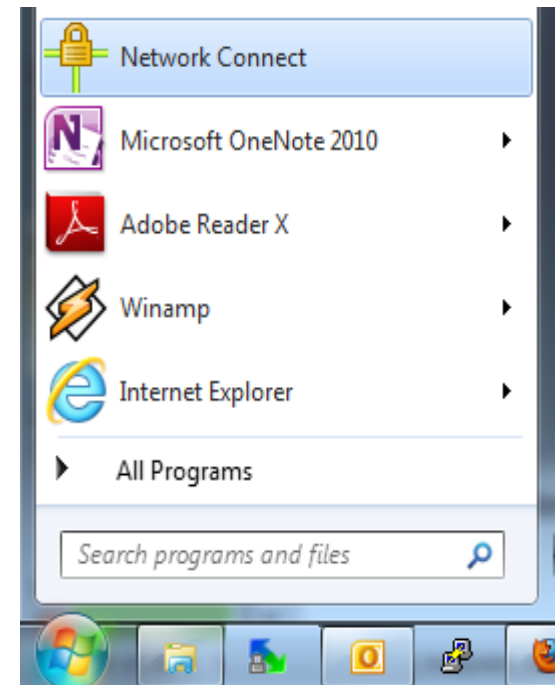 Network Connect
Microsoft OneNote 2010
Adobe Reader X
Winamp
Internet Explorer
All Programs
Search programs and files